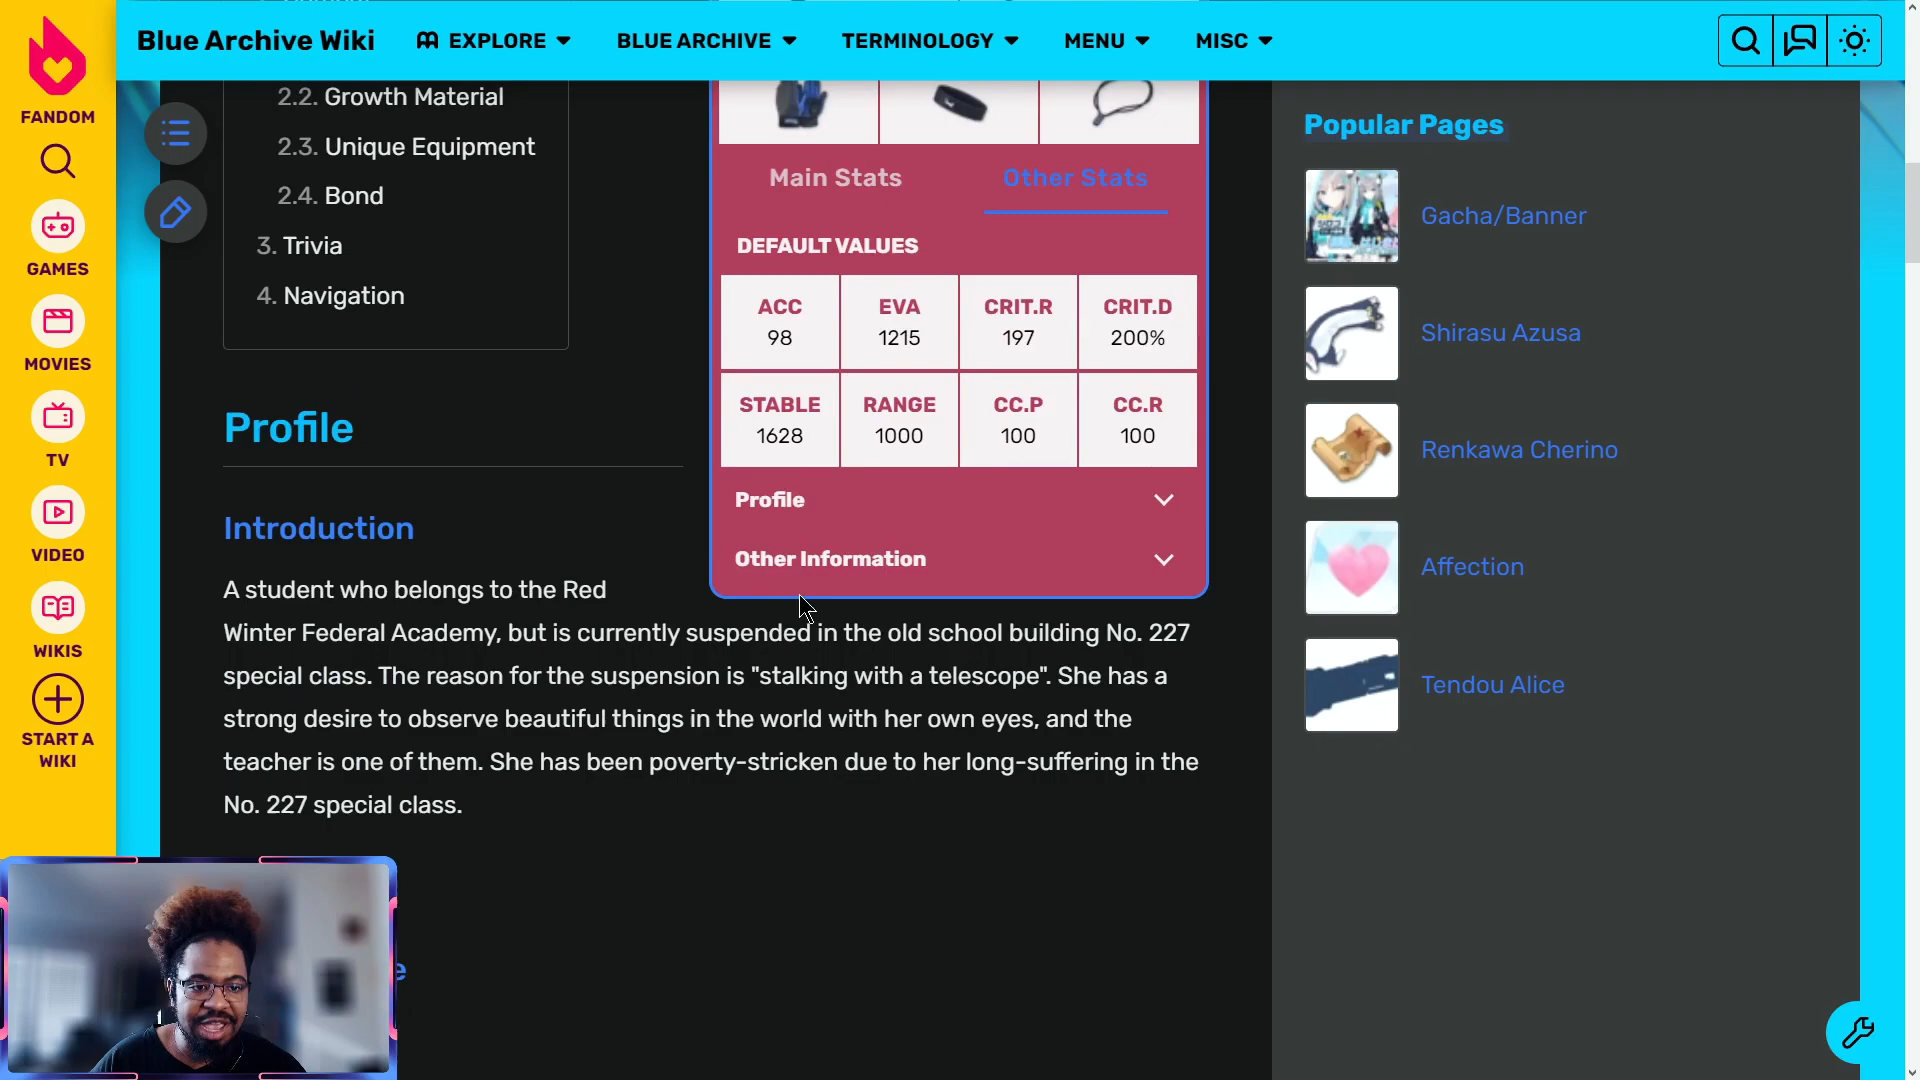 Blue Archive Wiki
EXPLORE
BLUE ARCHIVE
TERMINOLOGY
MENU
MISC
FANDOM
GAMES
MOVIES
TV
VIDEO
WIKIS
START A
WIKI
2.2. Growth Material
2.3. Unique Equipment
2.4. Bond
3. Trivia
4. Navigation
Main Stats
Other Stats
DEFAULT VALUES
ACC EVA CRIT.R CRIT.D
98 1215 197 200%
STABLE RANGE CC.P CC.R
1628 1000 100 100
Profile
Other Information
Profile
Introduction
A student who belongs to the Red
Winter Federal Academy, but is currently suspended in the old school building No. 227
special class. The reason for the suspension is "stalking with a telescope". She has a
strong desire to observe beautiful things in the world with her own eyes, and the
teacher is one of them. She has been poverty-stricken due to her long-suffering in the
No. 227 special class.
e
Popular Pages
Gacha/Banner
Shirasu Azusa
Renkawa Cherino
Affection
Tendou Alice